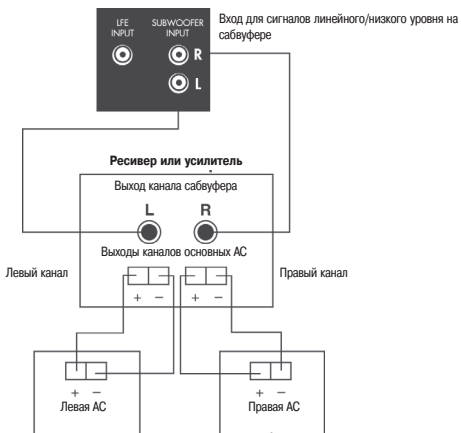 LFE INPUT
SUBWOOFER INPUT
R
L
Вход для сигналов линейного/низкого уровня на
сабвуфере
Ресивер или усилитель
Выход канала сабвуфера
L R
Выходы каналов основных АС
Левый канал
Правый канал
+ − + −
+ −
Левая АС
+ −
Правая АС